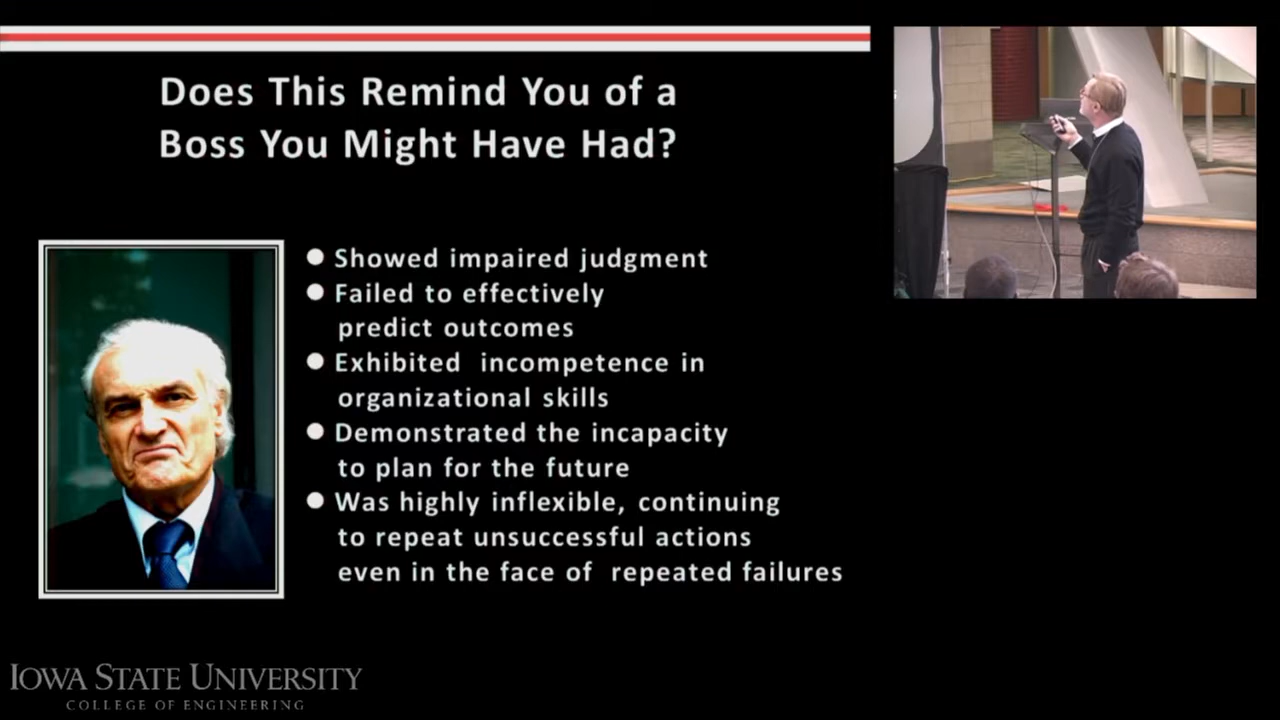 Does This Remind You of a
Boss You Might Have Had?
● Showed impaired judgment
● Failed to effectively
predict outcomes
● Exhibited incompetence in
organizational skills
● Demonstrated the incapacity
to plan for the future
● Was highly inflexible, continuing
to repeat unsuccessful actions
even in the face of repeated failures
IOWA STATE UNIVERSITY
COLLEGE OF ENGINEERING